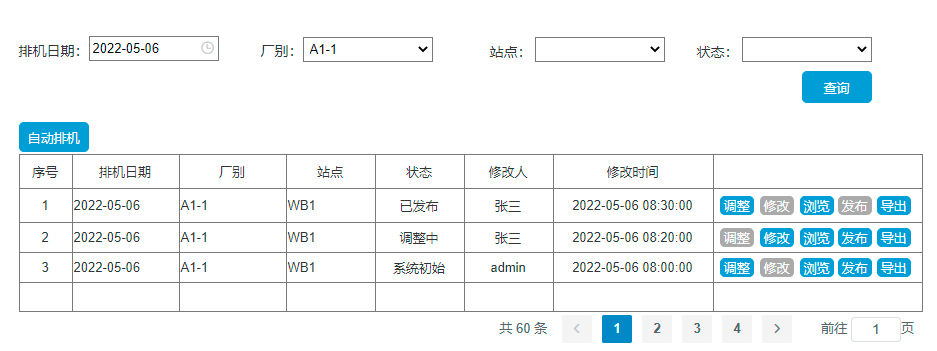 排机日期： 2022-05-06 厂别： A1-1 站点： 状态：
查询
自动排机
序号 排机日期 厂别 站点 状态 修改人 修改时间
1 2022-05-06 A1-1 WB1 已发布 张三 2022-05-06 08:30:00 调整 修改 浏览 发布 导出
2 2022-05-06 A1-1 WB1 调整中 张三 2022-05-06 08:20:00 调整 修改 浏览 发布 导出
3 2022-05-06 A1-1 WB1 系统初始 admin 2022-05-06 08:00:00 调整 修改 浏览 发布 导出
共 60 条 < 1 2 3 4 > 前往 1 页